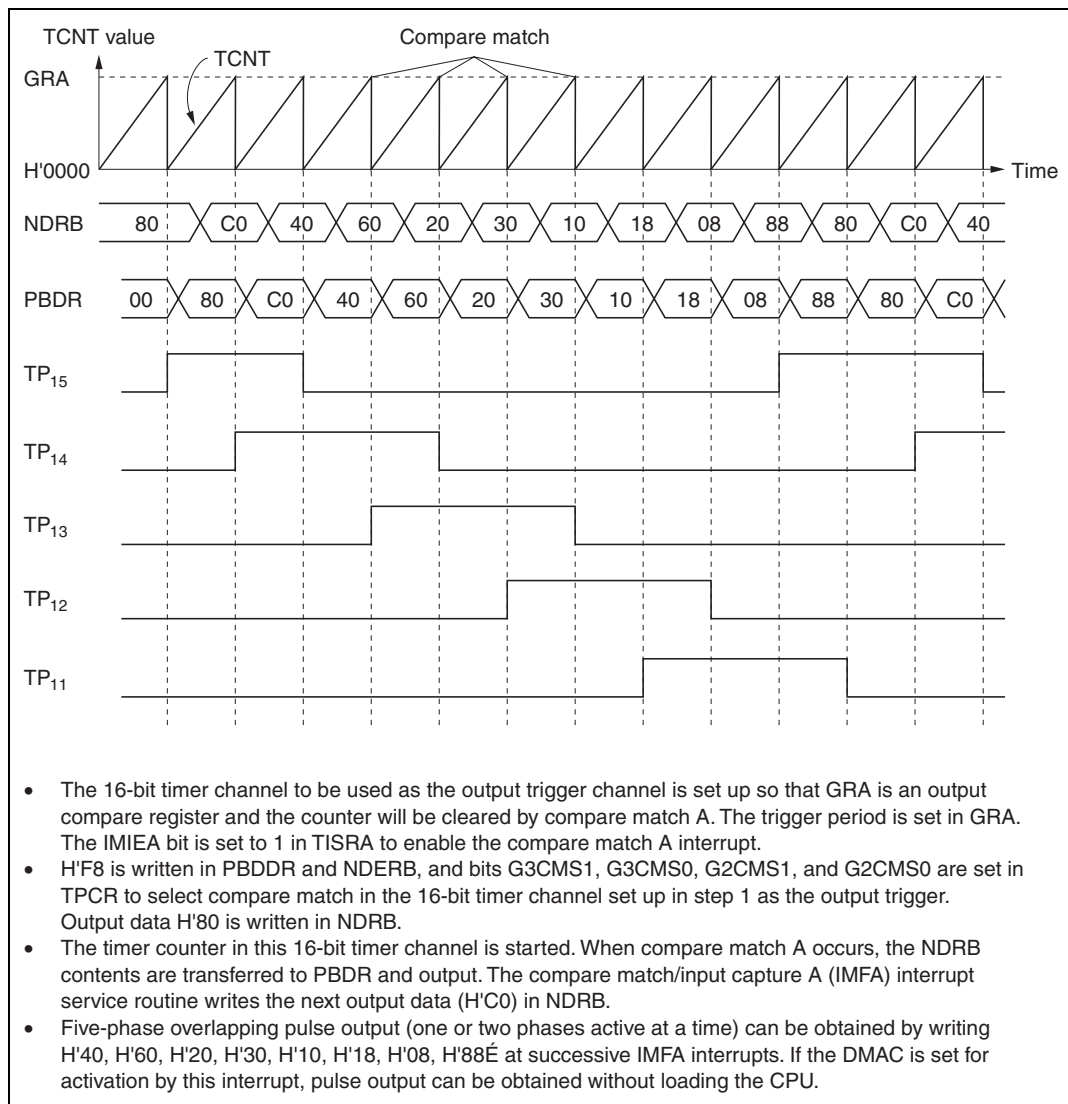 TCNT value
Compare match
TCNT
GRA
H'0000
Time
NDRB 80 C0 40 60 20 30 10 18 08 88 80 C0 40
PBDR 00 80 C0 40 60 20 30 10 18 08 88 80 C0
TP15
TP14
TP13
TP12
TP11
• The 16-bit timer channel to be used as the output trigger channel is set up so that GRA is an output
compare register and the counter will be cleared by compare match A. The trigger period is set in GRA.
The IMIEA bit is set to 1 in TISRA to enable the compare match A interrupt.
• H'F8 is written in PBDDR and NDERB, and bits G3CMS1, G3CMS0, G2CMS1, and G2CMS0 are set in
TPCR to select compare match in the 16-bit timer channel set up in step 1 as the output trigger.
Output data H'80 is written in NDRB.
• The timer counter in this 16-bit timer channel is started. When compare match A occurs, the NDRB
contents are transferred to PBDR and output. The compare match/input capture A (IMFA) interrupt
service routine writes the next output data (H'C0) in NDRB.
• Five-phase overlapping pulse output (one or two phases active at a time) can be obtained by writing
H'40, H'60, H'20, H'30, H'10, H'18, H'08, H'88É at successive IMFA interrupts. If the DMAC is set for
activation by this interrupt, pulse output can be obtained without loading the CPU.